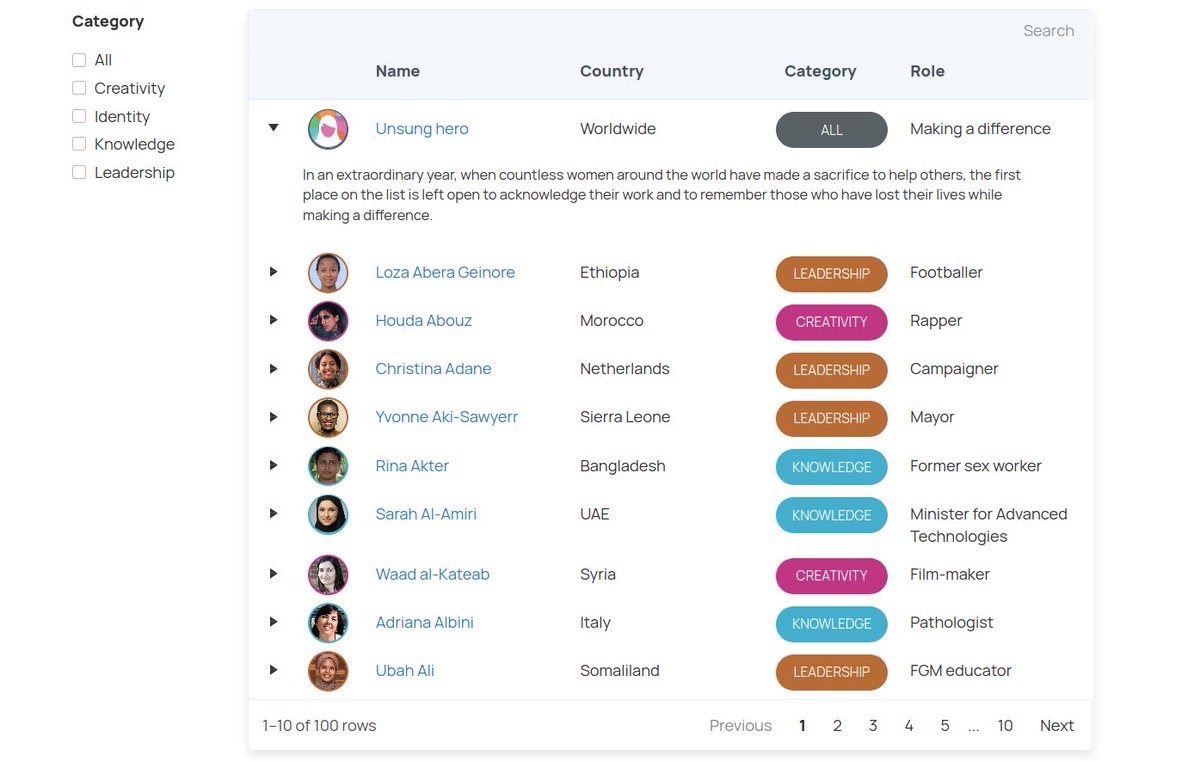 Category
All
Creativity
Identity
Knowledge
Leadership
Search
Name Country Category Role
Unsung hero Worldwide ALL Making a difference
In an extraordinary year, when countless women around the world have made a sacrifice to help others, the first
place on the list is left open to acknowledge their work and to remember those who have lost their lives while
making a difference.
Loza Abera Geinore Ethiopia LEADERSHIP Footballer
Houda Abouz Morocco CREATIVITY Rapper
Christina Adane Netherlands LEADERSHIP Campaigner
Yvonne Aki-Sawyerr Sierra Leone LEADERSHIP Mayor
Rina Akter Bangladesh KNOWLEDGE Former sex worker
Sarah Al-Amiri UAE KNOWLEDGE Minister for Advanced
Technologies
Waad al-Kateab Syria CREATIVITY Film-maker
Adriana Albini Italy KNOWLEDGE Pathologist
Ubah Ali Somaliland LEADERSHIP FGM educator
1–10 of 100 rows Previous 1 2 3 4 5 ... 10 Next